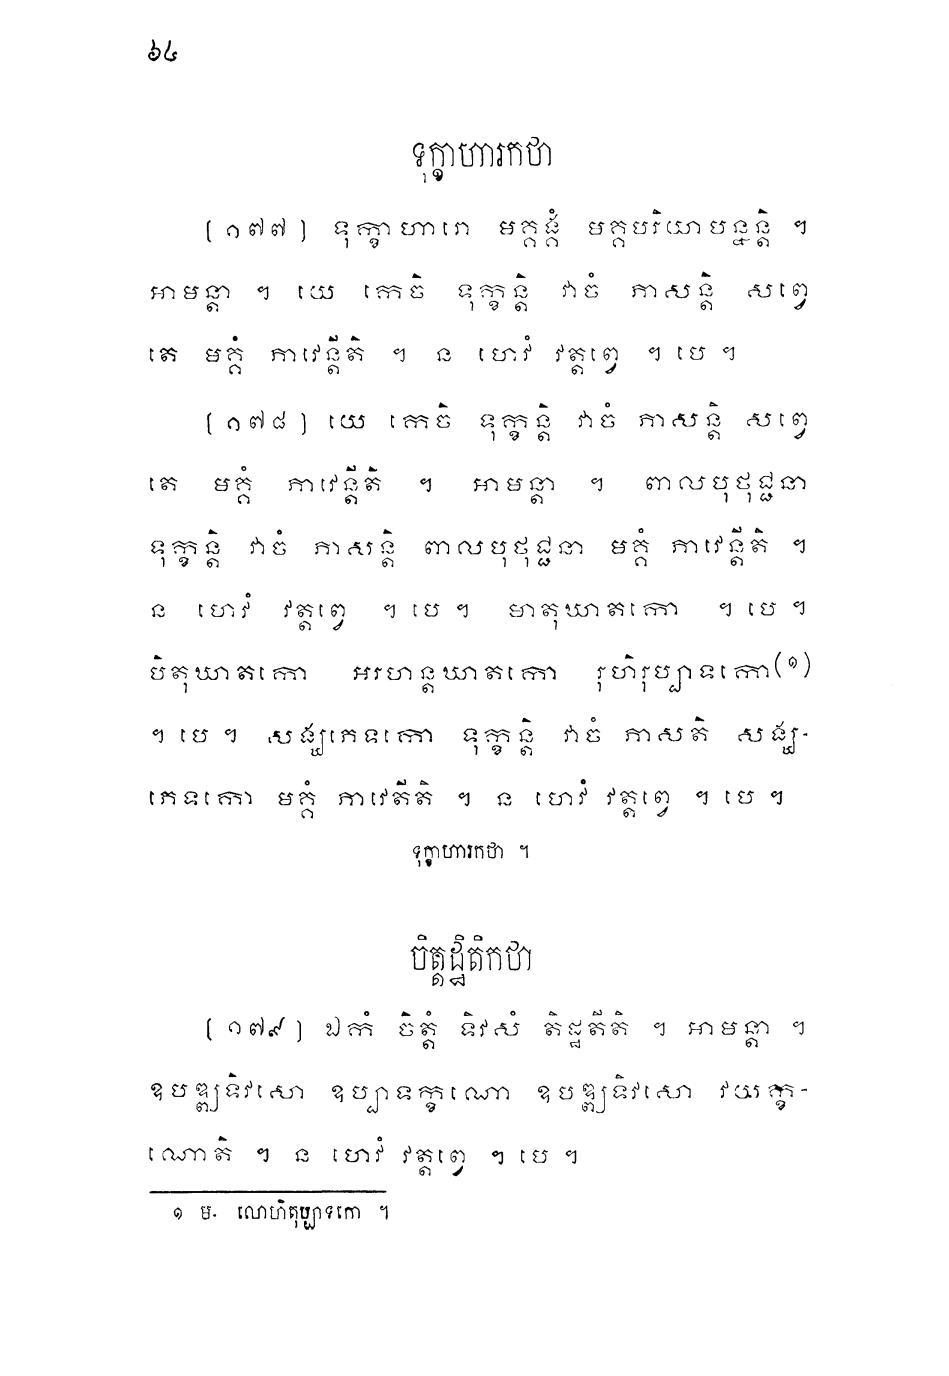 ៦៤
ទុក្ខាហារកថា
[១៧៧] ទុក្ខាហារោ មគ្គង្គំ មគ្គបរិយាបន្នន្តិ ។
អាមន្តា ។ យេ កេចិ ទុក្ខន្តិ វាចំ ភាសន្តិ សព្វេ
តេ មគ្គំ ភាវេន្តីតិ ។ ន ហេវំ វត្តព្វេ ។ បេ ។
[១៧៨] យេ កេចិ ទុក្ខន្តិ វាចំ ភាសន្តិ សព្វេ
តេ មគ្គំ ភាវេន្តីតិ ។ អាមន្តា ។ ពាលបុថុជ្ជនា
ទុក្ខន្តិ វាចំ ភាសន្តិ ពាលបុថុជ្ជនា មគ្គំ ភាវេន្តីតិ ។
ន ហេវំ វត្តព្វេ ។ បេ ។ មាតុឃាតកោ ។ បេ ។
បិតុឃាតកោ អរហន្តឃាតកោ រុហិរុប្បាទកោ(១)
។ បេ ។ សង្ឃភេទកោ ទុក្ខន្តិ វាចំ ភាសតិ សង្ឃ-
ភេទកោ មគ្គំ ភាវេតីតិ ។ ន ហេវំ វត្តព្វេ ។ បេ ។
ទុក្ខាហារកថា ។
ចិត្តដ្ឋិតិកថា
[១៧៩] ឯកំ ចិត្តំ ទិវសំ តិដ្ឋតីតិ ។ អាមន្តា ។
ឧបឌ្ឍទិវសោ ឧប្បាទក្ខណោ ឧបឌ្ឍទិវសោ វយក្ខ-
ណោតិ ។ ន ហេវំ វត្តព្វេ ។ បេ ។
១ ម. លោហិតុប្បាទកោ ។